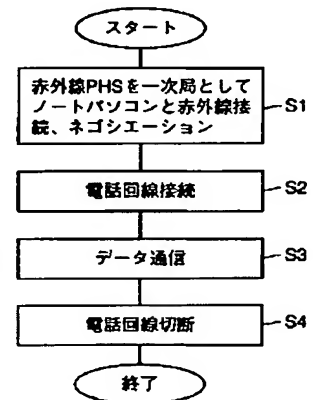 スタート
赤外線PHSを一次局として
ノートパソコンと赤外線接
続、ネゴシエーション
S1
電話回線接続
S2
データ通信
S3
電話回線切断
S4
終了